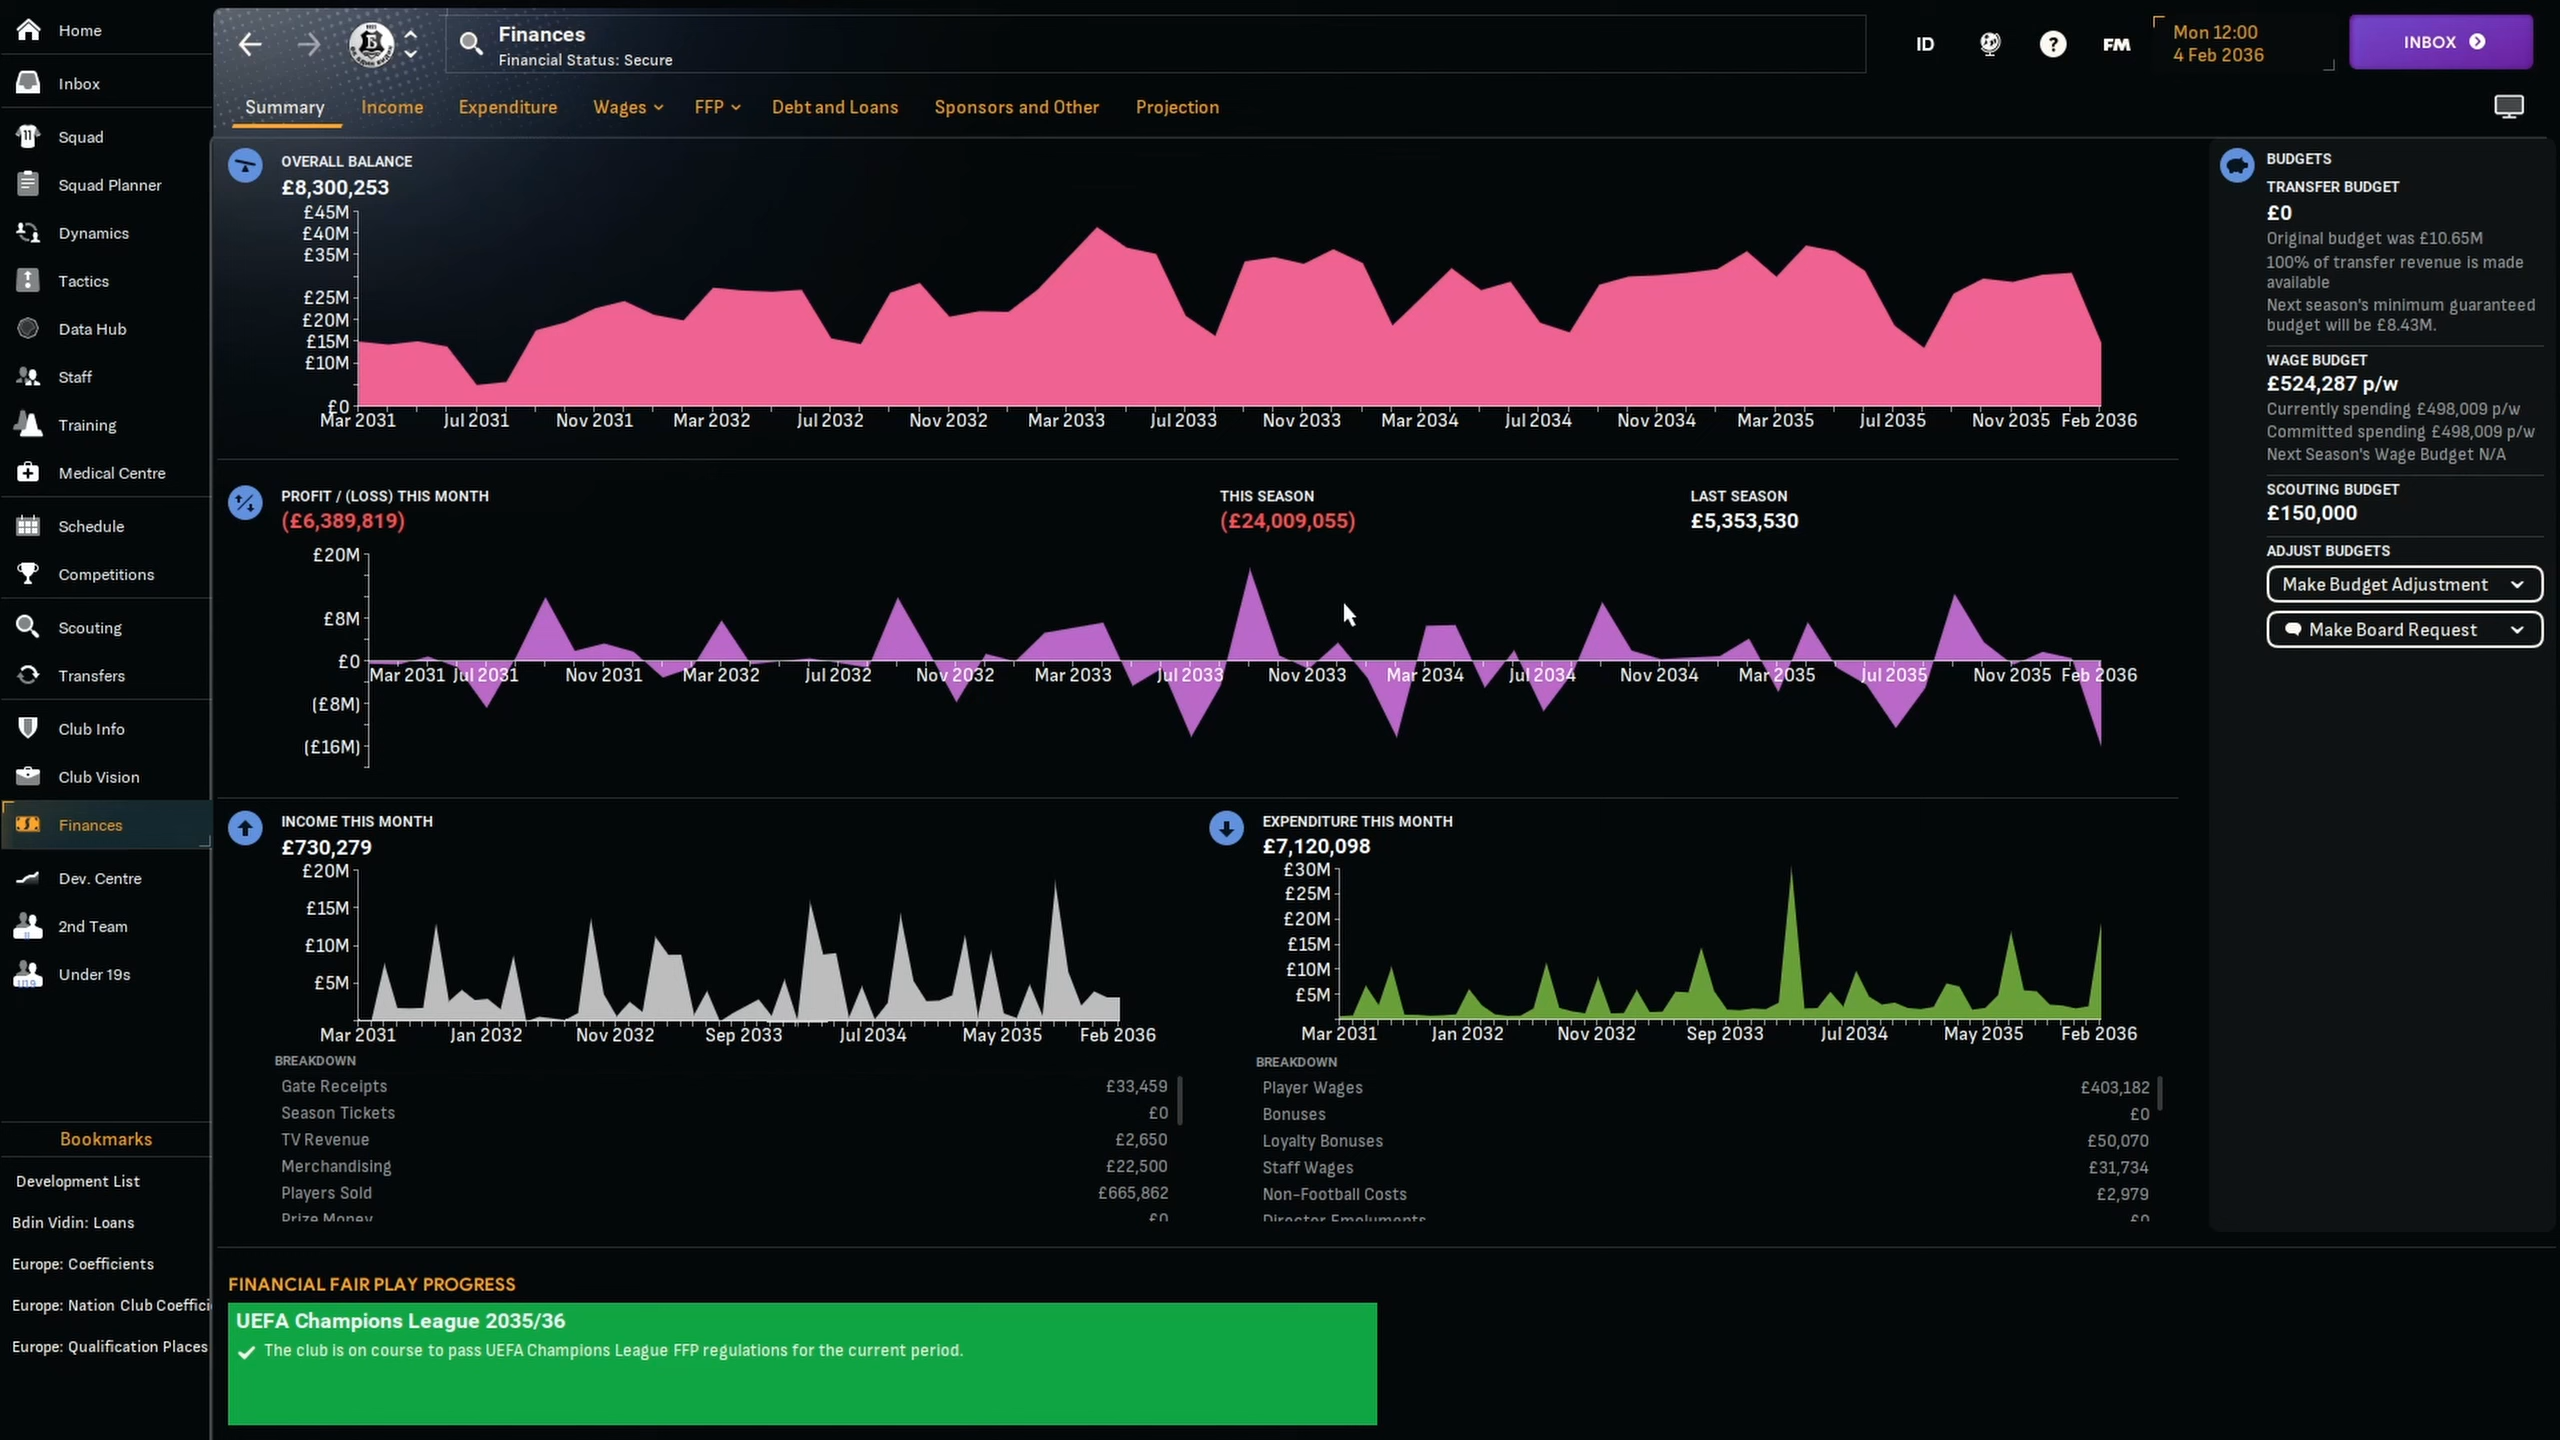 Home
Inbox
Squad
Squad Planner
Dynamics
Tactics
Data Hub
Staff
Training
Medical Centre
Schedule
Competitions
Scouting
Transfers
Club Info
Club Vision
Finances
Dev. Centre
2nd Team
Under 19s
Bookmarks
Development List
Bdin Vidin: Loans
Europe: Coefficients
Europe: Nation Club Coeffici
Europe: Qualification Places
Finances
Financial Status: Secure
ID
?
FM
Mon 12:00
4 Feb 2036
INBOX
Summary Income Expenditure Wages FFP Debt and Loans Sponsors and Other Projection
OVERALL BALANCE
£8,300,253
£45M
£40M
£35M
£25M
£20M
£15M
£10M
£0
Mar 2031 Jul 2031 Nov 2031 Mar 2032 Jul 2032 Nov 2032 Mar 2033 Jul 2033 Nov 2033 Mar 2034 Jul 2034 Nov 2034 Mar 2035 Jul 2035 Nov 2035 Feb 2036
PROFIT / (LOSS) THIS MONTH
(£6,389,819)
THIS SEASON
(£24,009,055)
LAST SEASON
£5,353,530
£20M
£8M
£0
(£8M)
(£16M)
Mar 2031 Jul 2031 Nov 2031 Mar 2032 Jul 2032 Nov 2032 Mar 2033 Jul 2033 Nov 2033 Mar 2034 Jul 2034 Nov 2034 Mar 2035 Jul 2035 Nov 2035 Feb 2036
INCOME THIS MONTH
£730,279
£20M
£15M
£10M
£5M
Mar 2031 Jan 2032 Nov 2032 Sep 2033 Jul 2034 May 2035 Feb 2036
BREAKDOWN
Gate Receipts £33,459
Season Tickets £0
TV Revenue £2,650
Merchandising £22,500
Players Sold £665,862
Prize Money £0
EXPENDITURE THIS MONTH
£7,120,098
£30M
£25M
£20M
£15M
£10M
£5M
Mar 2031 Jan 2032 Nov 2032 Sep 2033 Jul 2034 May 2035 Feb 2036
BREAKDOWN
Player Wages £403,182
Bonuses £0
Loyalty Bonuses £50,070
Staff Wages £31,734
Non-Football Costs £2,979
Director Emoluments £0
BUDGETS
TRANSFER BUDGET
£0
Original budget was £10.65M
100% of transfer revenue is made
available
Next season's minimum guaranteed
budget will be £8.43M.
WAGE BUDGET
£524,287 p/w
Currently spending £498,009 p/w
Committed spending £498,009 p/w
Next Season's Wage Budget N/A
SCOUTING BUDGET
£150,000
ADJUST BUDGETS
Make Budget Adjustment
Make Board Request
FINANCIAL FAIR PLAY PROGRESS
UEFA Champions League 2035/36
The club is on course to pass UEFA Champions League FFP regulations for the current period.